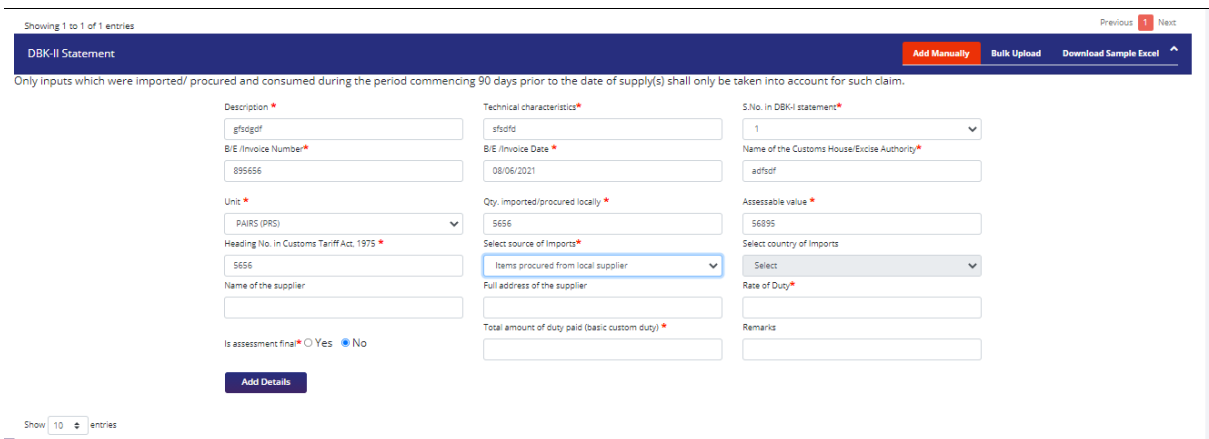 Showing 1 to 1 of 1 entries
Previous 1 Next
DBK-II Statement
Add Manually Bulk Upload Download Sample Excel
Only inputs which were imported/ procured and consumed during the period commencing 90 days prior to the date of supply(s) shall only be taken into account for such claim.
Description * Technical characteristics* S.No. in DBK-I statement*
gfsdgdf sfsdfd 1
B/E /Invoice Number* B/E /Invoice Date * Name of the Customs House/Excise Authority*
895656 08/06/2021 adfsdf
Unit * Qty. imported/procured locally * Assessable value *
PAIRS (PRS) 5656 56895
Heading No. in Customs Tariff Act, 1975 * Select source of Imports* Select country of Imports
5656 Items procured from local supplier Select
Name of the supplier Full address of the supplier Rate of Duty*
Total amount of duty paid (basic custom duty) * Remarks
Is assessment final* Yes No
Add Details
Show 10 entries